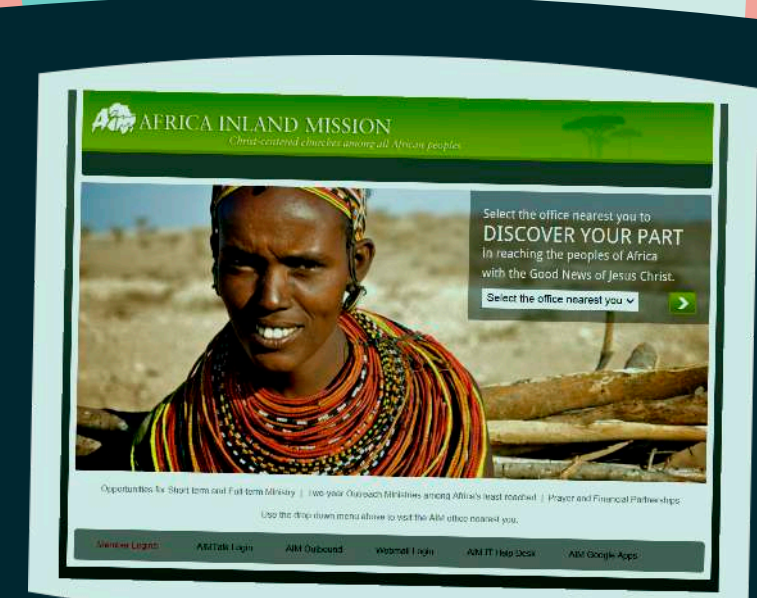 AIM AFRICA INLAND MISSION
Christ-centered churches among all African peoples
Select the office nearest you to
DISCOVER YOUR PART
in reaching the peoples of Africa
with the Good News of Jesus Christ.
Select the office nearest you
Opportunities for Short term and Full-term Ministry | Two-year Outreach Ministries among Africa's least reached | Prayer and Financial Partnerships
Use the drop down menu above to visit the AIM office nearest you.
Member Logins AIMTalk Login AIM Outbound Webmail Login AIM IT Help Desk AIM Google Apps